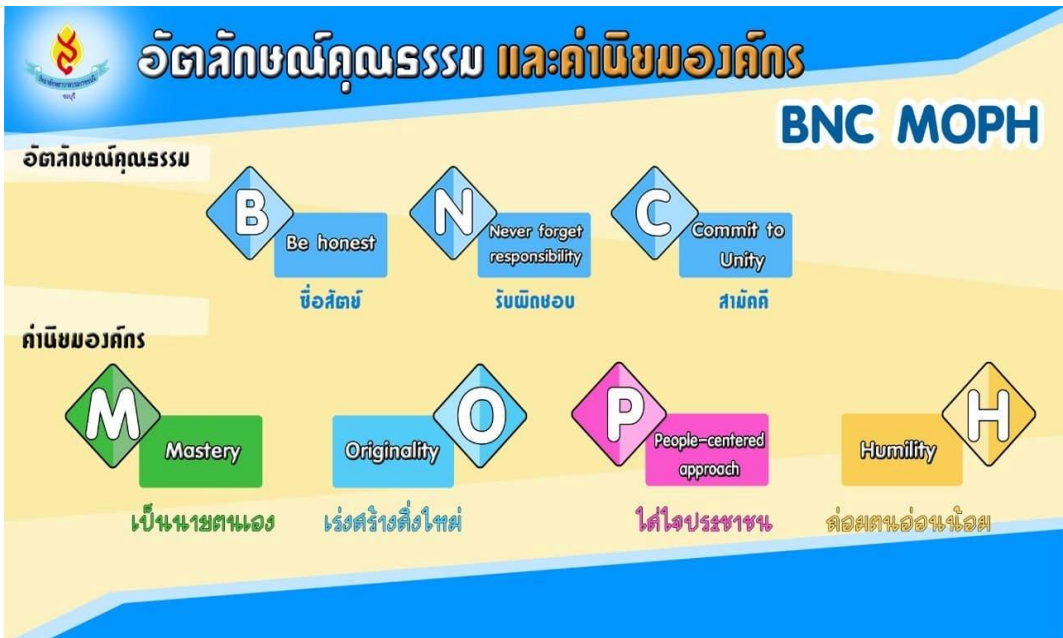 อัตลักษณ์คุณธรรม และค่านิยมองค์กร
ชลบุรี
BNC MOPH
อัตลักษณ์คุณธรรม
B
Be honest
ซื่อสัตย์
N
Never forget
responsibility
รับผิดชอบ
C
Commit to
Unity
สามัคคี
ค่านิยมองค์กร
M
Mastery
เป็นนายตนเอง
Originality
O
เร่งสร้างสิ่งใหม่
P
People-centered
approach
ใส่ใจประชาชน
Humility
H
ถ่อมตนอ่อนน้อม